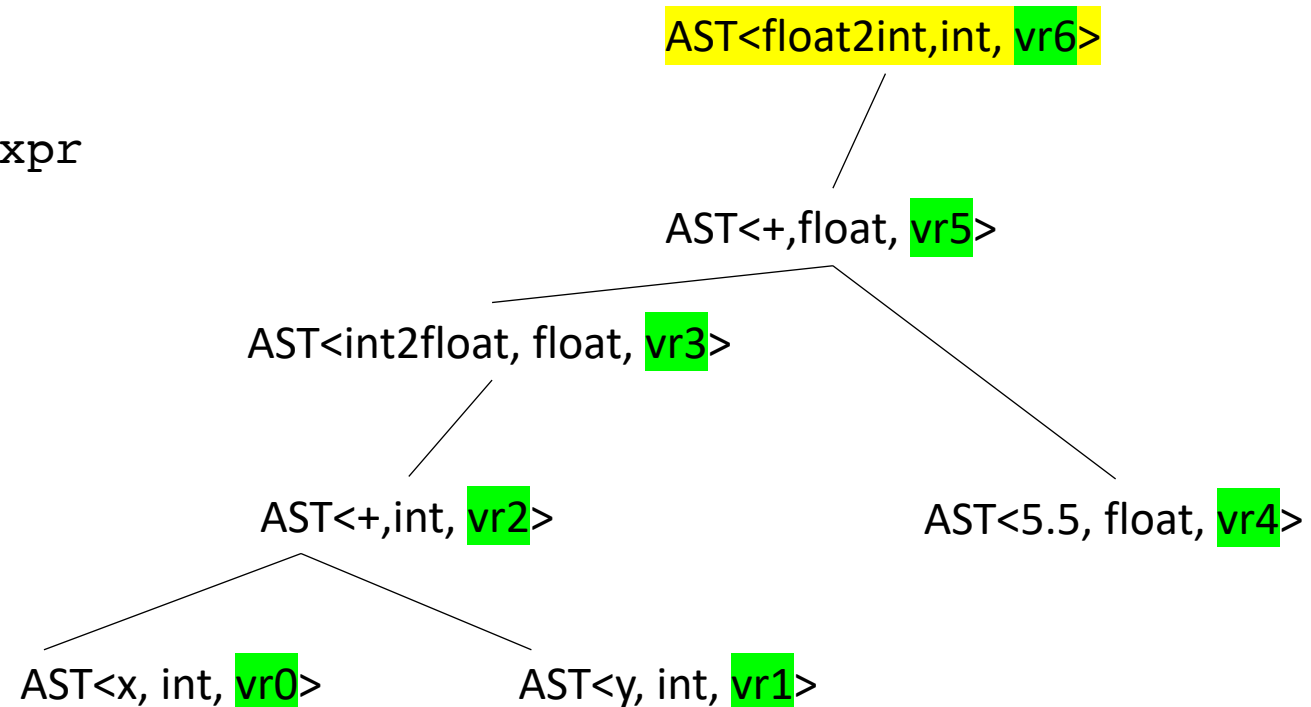 AST<float2int,int, vr6>
xpr
AST<+,float, vr5>
AST<int2float, float, vr3>
AST<+,int, vr2>
AST<5.5, float, vr4>
AST<x, int, vr0>
AST<y, int, vr1>